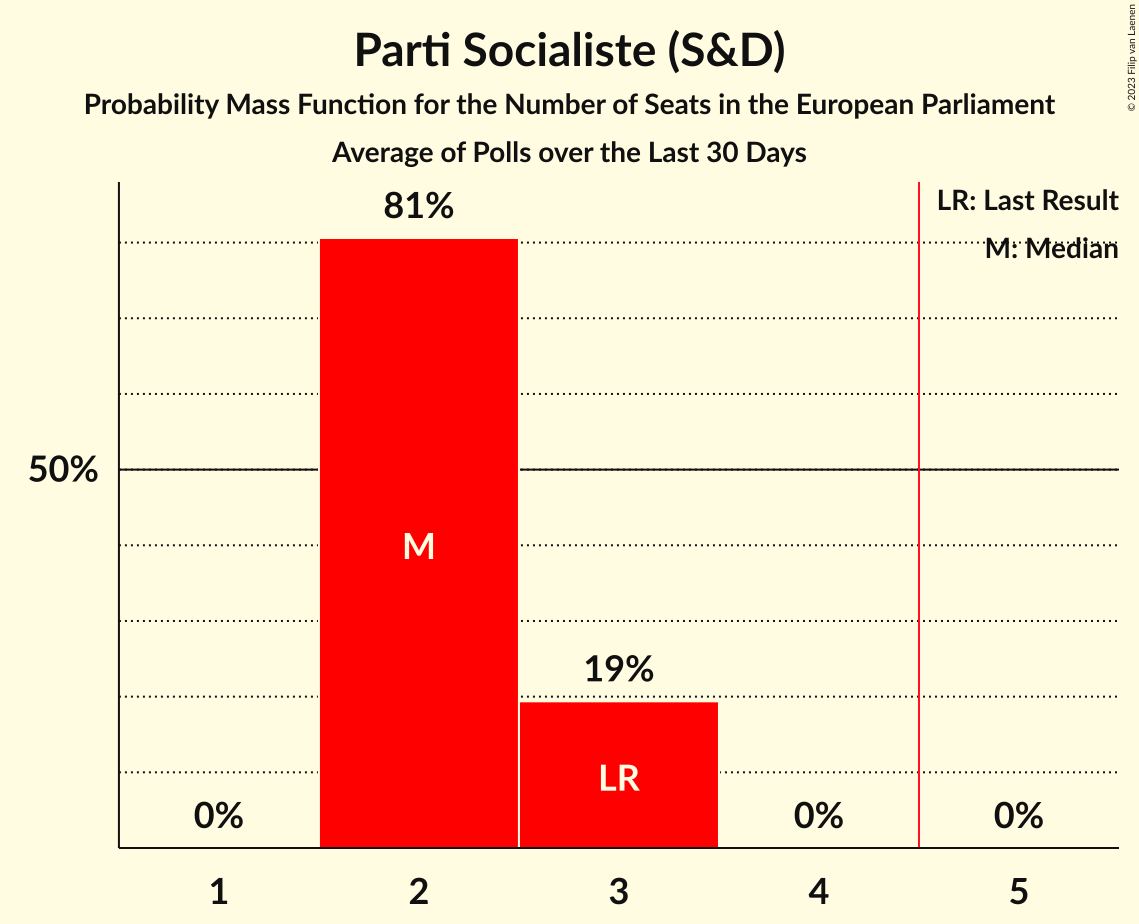 Parti Socialiste (S&D)
Probability Mass Function for the Number of Seats in the European Parliament
Average of Polls over the Last 30 Days
© 2023 Filip van Laenen
LR: Last Result
M: Median
81%
50%
M
19%
LR
0%
0%
0%
1
2
3
4
5